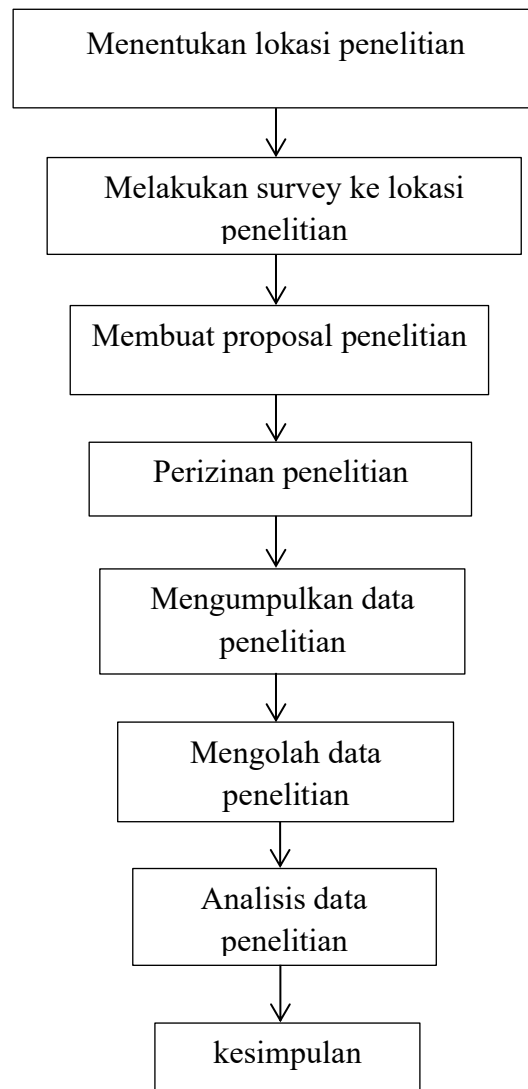 Menentukan lokasi penelitian
Melakukan survey ke lokasi
penelitian
Membuat proposal penelitian
Perizinan penelitian
Mengumpulkan data
penelitian
Mengolah data
penelitian
Analisis data
penelitian
kesimpulan